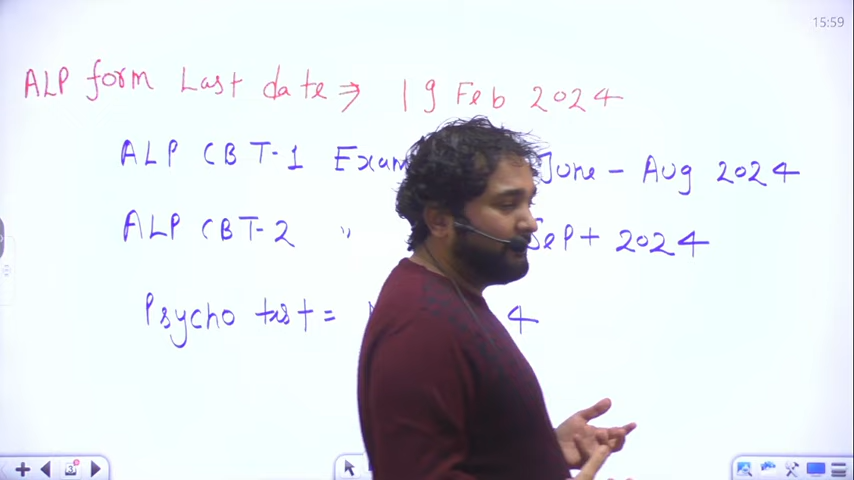 15:59
ALP form Last date ⇒ 19 Feb 2024
ALP CBT-1 Exam June - Aug 2024
ALP CBT-2 " Sept 2024
Psycho test = 4